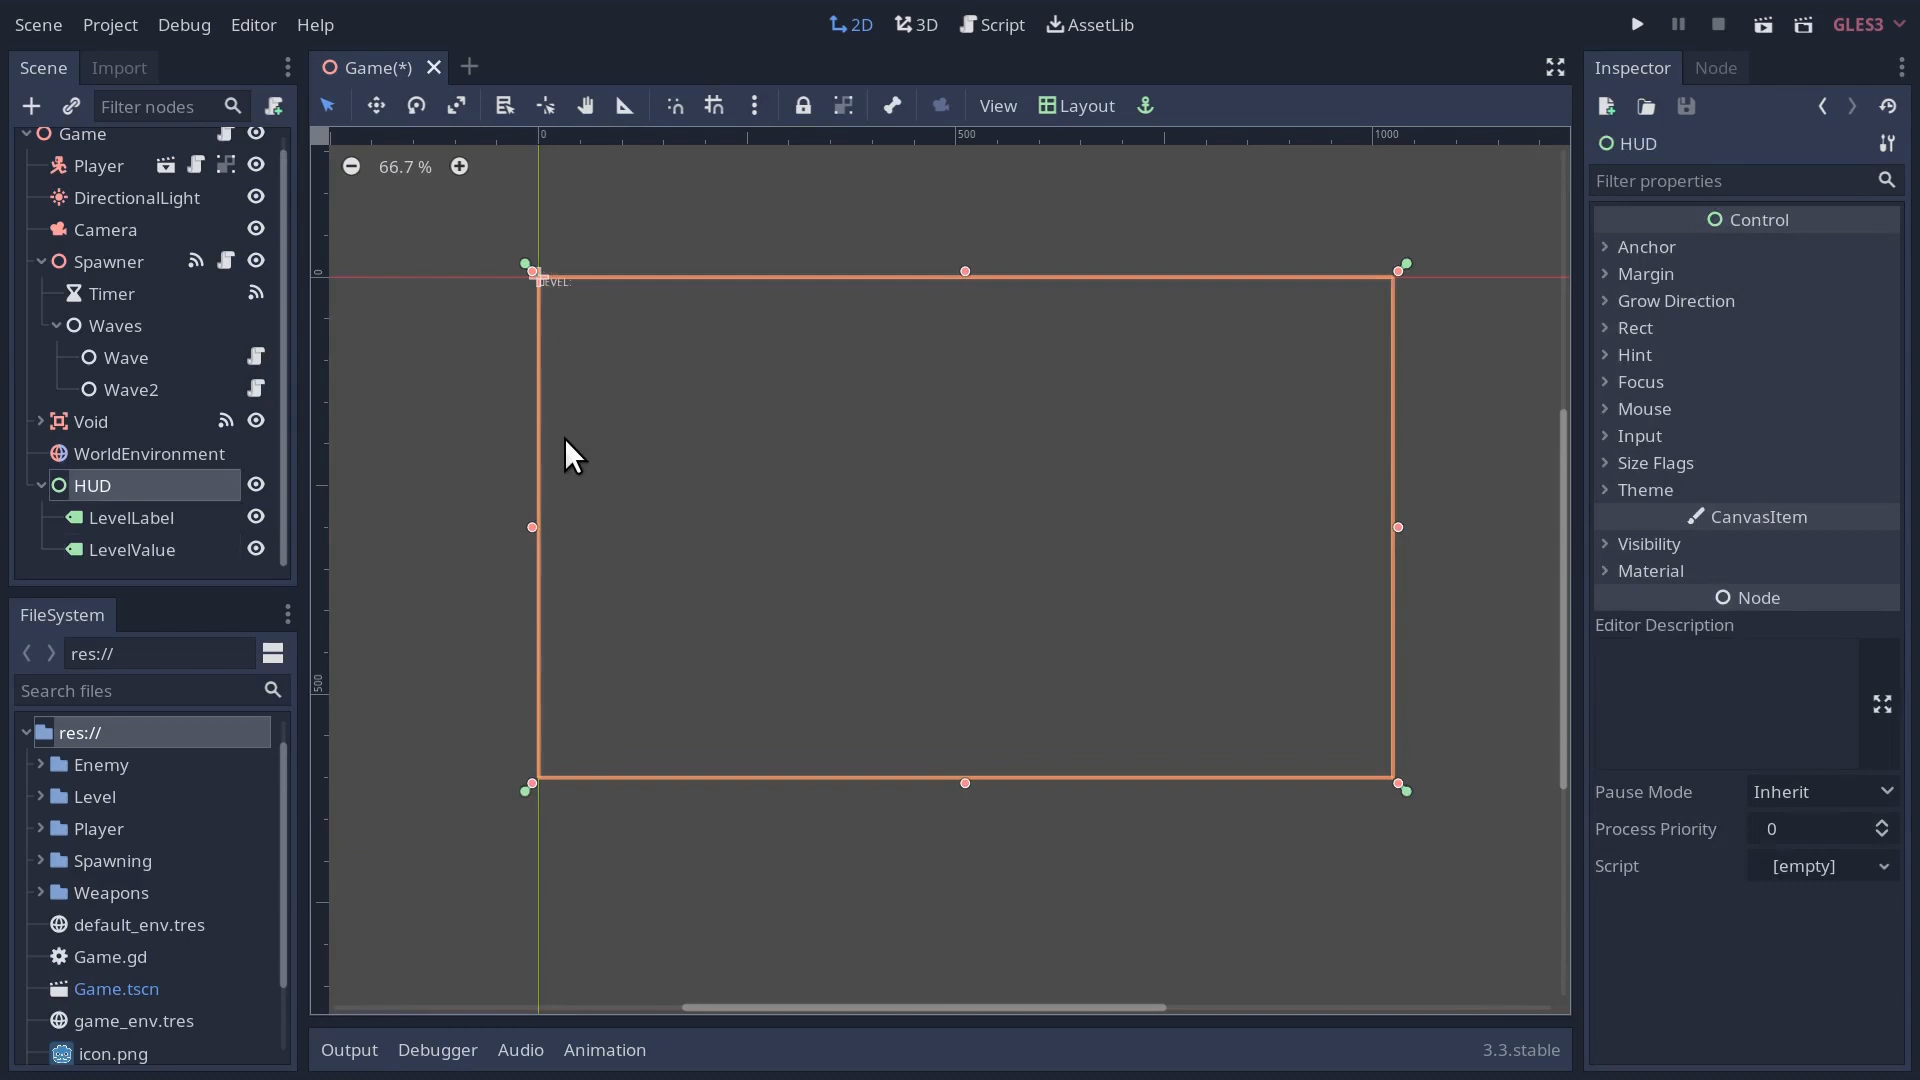 Scene Project Debug Editor Help
2D 3D Script AssetLib
GLES3
Scene Import
Filter nodes
Game
Player
DirectionalLight
Camera
Spawner
Timer
Waves
Wave
Wave2
Void
WorldEnvironment
HUD
LevelLabel
LevelValue
FileSystem
res://
Search files
res://
Enemy
Level
Player
Spawning
Weapons
default_env.tres
Game.gd
Game.tscn
game_env.tres
icon.png
Game(*)
View Layout
0 500 1000
66.7 %
0
500
LEVEL:
Output Debugger Audio Animation 3.3.stable
Inspector Node
HUD
Filter properties
Control
Anchor
Margin
Grow Direction
Rect
Hint
Focus
Mouse
Input
Size Flags
Theme
CanvasItem
Visibility
Material
Node
Editor Description
Pause Mode Inherit
Process Priority 0
Script [empty]